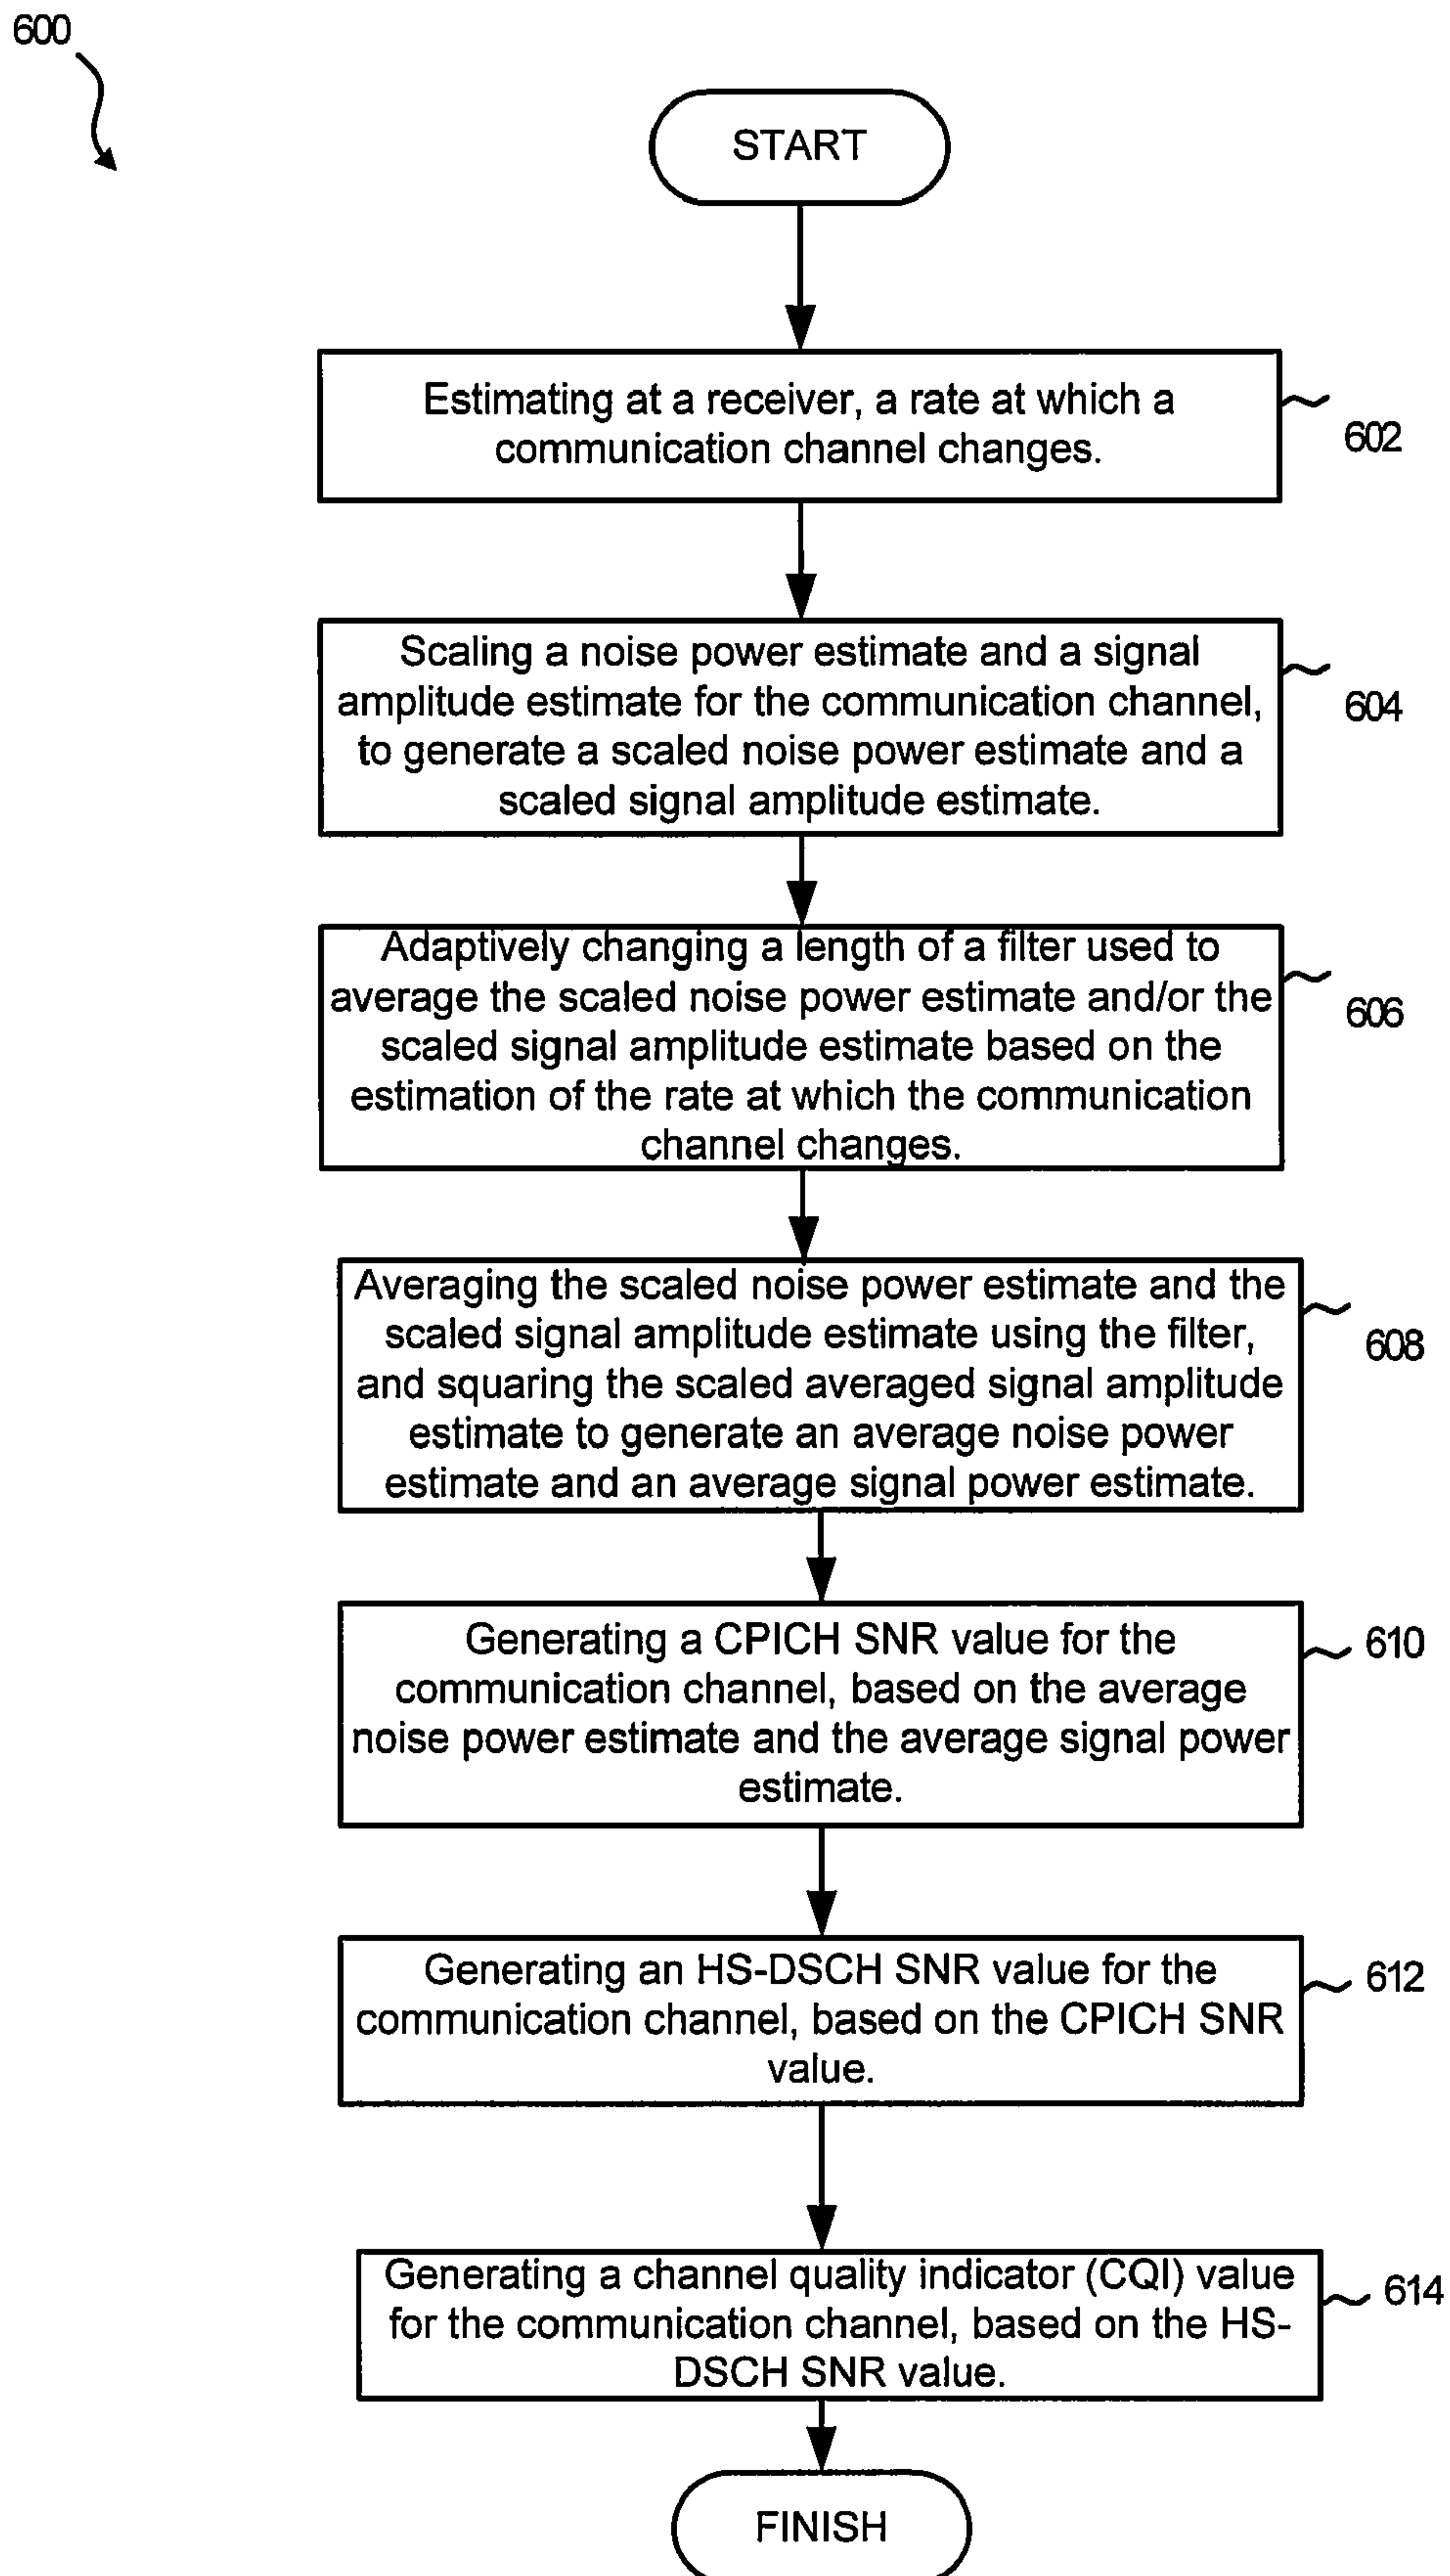 600
START
Estimating at a receiver, a rate at which a
communication channel changes.
602
Scaling a noise power estimate and a signal
amplitude estimate for the communication channel,
to generate a scaled noise power estimate and a
scaled signal amplitude estimate.
604
Adaptively changing a length of a filter used to
average the scaled noise power estimate and/or the
scaled signal amplitude estimate based on the
estimation of the rate at which the communication
channel changes.
606
Averaging the scaled noise power estimate and the
scaled signal amplitude estimate using the filter,
and squaring the scaled averaged signal amplitude
estimate to generate an average noise power
estimate and an average signal power estimate.
608
Generating a CPICH SNR value for the
communication channel, based on the average
noise power estimate and the average signal power
estimate.
610
Generating an HS-DSCH SNR value for the
communication channel, based on the CPICH SNR
value.
612
Generating a channel quality indicator (CQI) value
for the communication channel, based on the HS-
DSCH SNR value.
614
FINISH